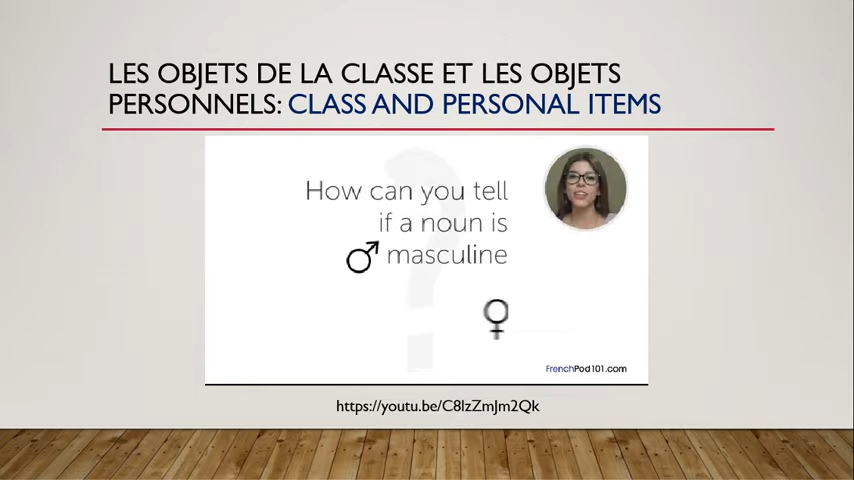 LES OBJETS DE LA CLASSE ET LES OBJETS
PERSONNELS: CLASS AND PERSONAL ITEMS
How can you tell
if a noun is
♂ masculine
♀
FrenchPod101.com
https://youtu.be/C8lzZmJm2Qk